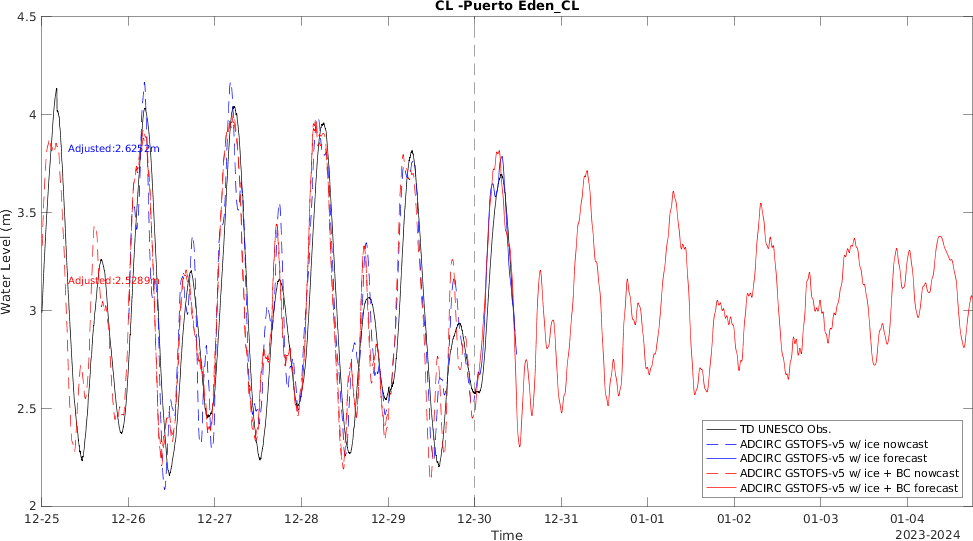 CL -Puerto Eden_CL
4.5
4
3.5
3
2.5
2
Water Level (m)
Adjusted:2.6252m
Adjusted:2.5289m
TD UNESCO Obs.
ADCIRC GSTOFS-v5 w/ ice nowcast
ADCIRC GSTOFS-v5 w/ ice forecast
ADCIRC GSTOFS-v5 w/ ice + BC nowcast
ADCIRC GSTOFS-v5 w/ ice + BC forecast
12-25 12-26 12-27 12-28 12-29 12-30 12-31 01-01 01-02 01-03 01-04
Time
2023-2024